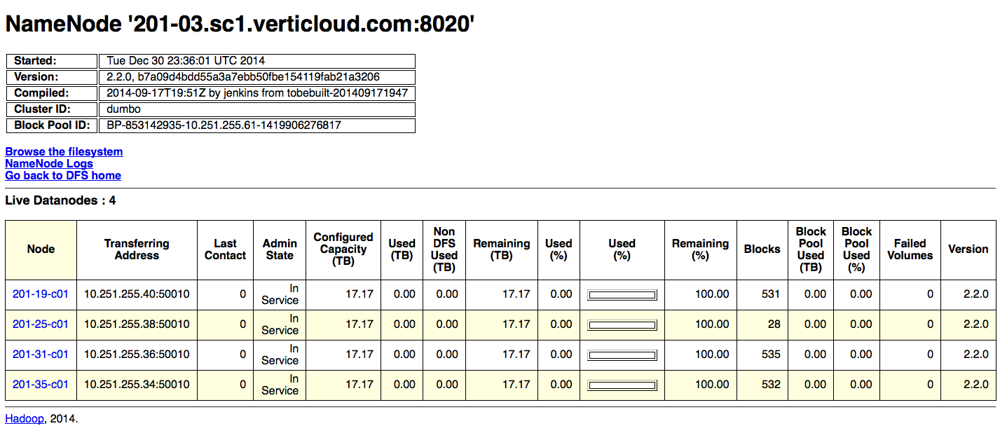 NameNode '201-03.sc1.verticloud.com:8020'
Started: Tue Dec 30 23:36:01 UTC 2014
Version: 2.2.0, b7a09d4bdd55a3a7ebb50fbe154119fab21a3206
Compiled: 2014-09-17T19:51Z by jenkins from tobebuilt-201409171947
Cluster ID: dumbo
Block Pool ID: BP-853142935-10.251.255.61-1419906276817
Browse the filesystem
NameNode Logs
Go back to DFS home
Live Datanodes : 4
Node Transferring Address Last Contact Admin State Configured Capacity (TB) Used (TB) Non DFS Used (TB) Remaining (TB) Used (%) Used (%) Remaining (%) Blocks Block Pool Used (TB) Block Pool Used (%) Failed Volumes Version
201-19-c01 10.251.255.40:50010 0 In Service 17.17 0.00 0.00 17.17 0.00 100.00 531 0.00 0.00 0 2.2.0
201-25-c01 10.251.255.38:50010 0 In Service 17.17 0.00 0.00 17.17 0.00 100.00 28 0.00 0.00 0 2.2.0
201-31-c01 10.251.255.36:50010 0 In Service 17.17 0.00 0.00 17.17 0.00 100.00 535 0.00 0.00 0 2.2.0
201-35-c01 10.251.255.34:50010 0 In Service 17.17 0.00 0.00 17.17 0.00 100.00 532 0.00 0.00 0 2.2.0
Hadoop, 2014.